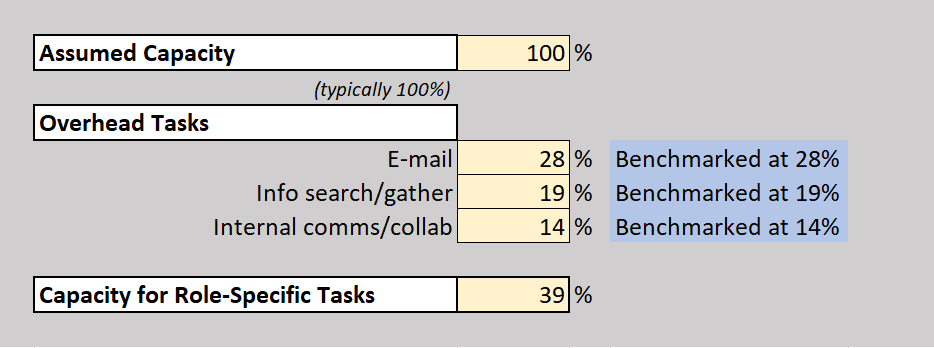 Assumed Capacity 100 %
(typically 100%)
Overhead Tasks
E-mail 28 % Benchmarked at 28%
Info search/gather 19 % Benchmarked at 19%
Internal comms/collab 14 % Benchmarked at 14%
Capacity for Role-Specific Tasks 39 %